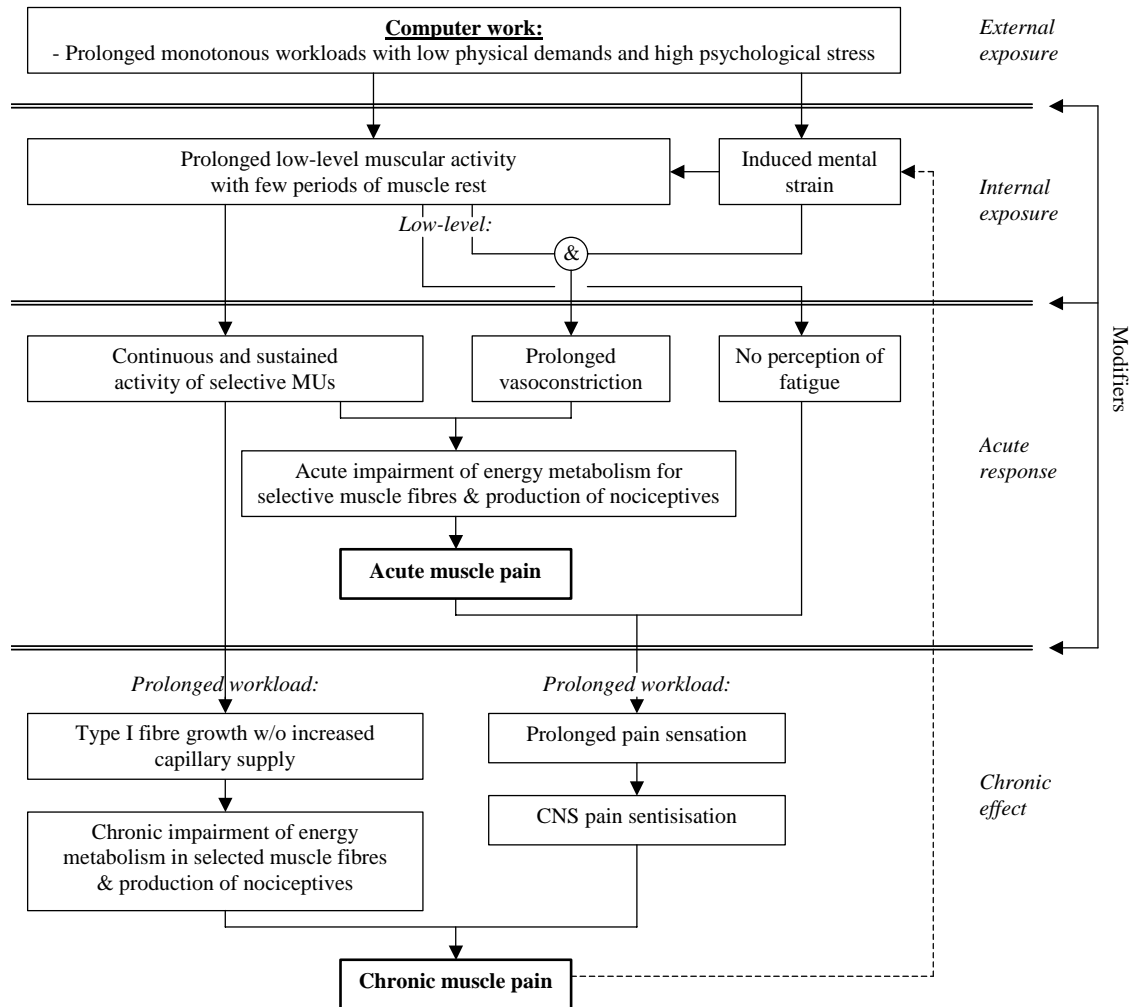 Computer work:
- Prolonged monotonous workloads with low physical demands and high psychological stress
External
exposure
Prolonged low-level muscular activity
with few periods of muscle rest
Induced mental
strain
Internal
exposure
Low-level:
&
Continuous and sustained
activity of selective MUs
Prolonged
vasoconstriction
No perception of
fatigue
Modifiers
Acute impairment of energy metabolism for
selective muscle fibres & production of nociceptives
Acute
response
Acute muscle pain
Prolonged workload:
Prolonged workload:
Type I fibre growth w/o increased
capillary supply
Prolonged pain sensation
Chronic impairment of energy
metabolism in selected muscle fibres
& production of nociceptives
CNS pain sentisisation
Chronic
effect
Chronic muscle pain